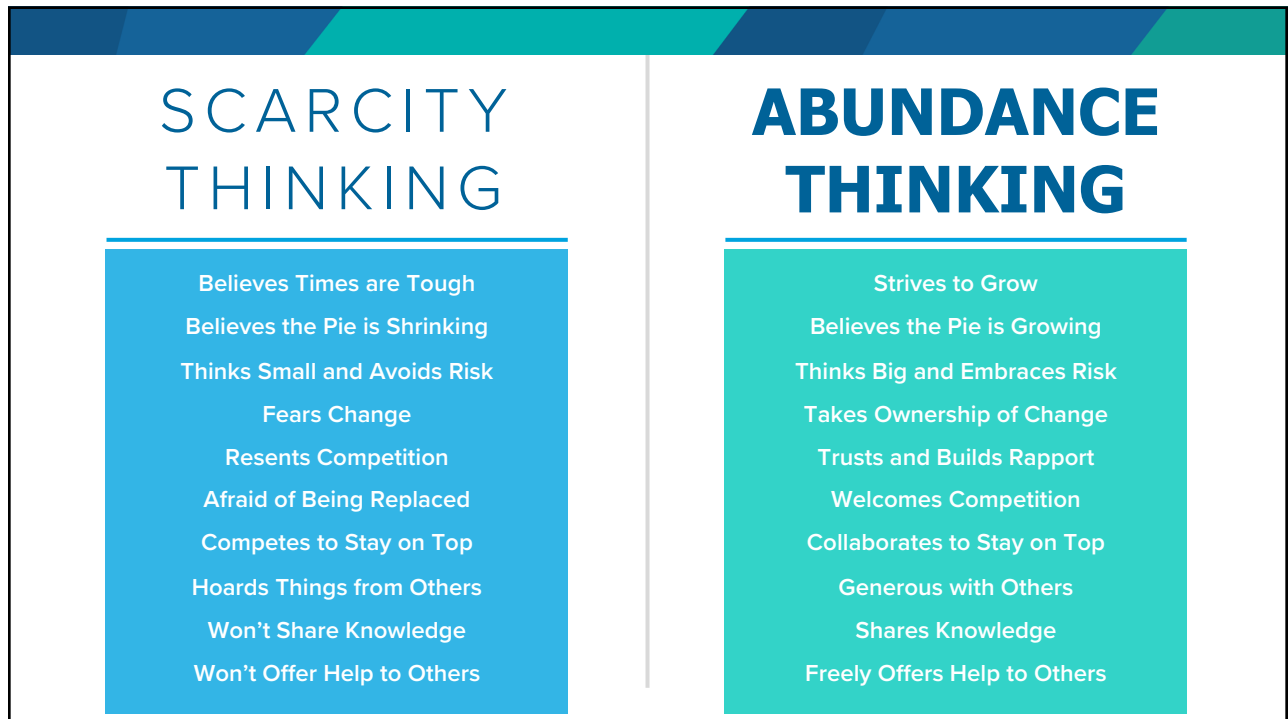 SCARCITY
THINKING
Believes Times are Tough
Believes the Pie is Shrinking
Thinks Small and Avoids Risk
Fears Change
Resents Competition
Afraid of Being Replaced
Competes to Stay on Top
Hoards Things from Others
Won’t Share Knowledge
Won’t Offer Help to Others
ABUNDANCE
THINKING
Strives to Grow
Believes the Pie is Growing
Thinks Big and Embraces Risk
Takes Ownership of Change
Trusts and Builds Rapport
Welcomes Competition
Collaborates to Stay on Top
Generous with Others
Shares Knowledge
Freely Offers Help to Others